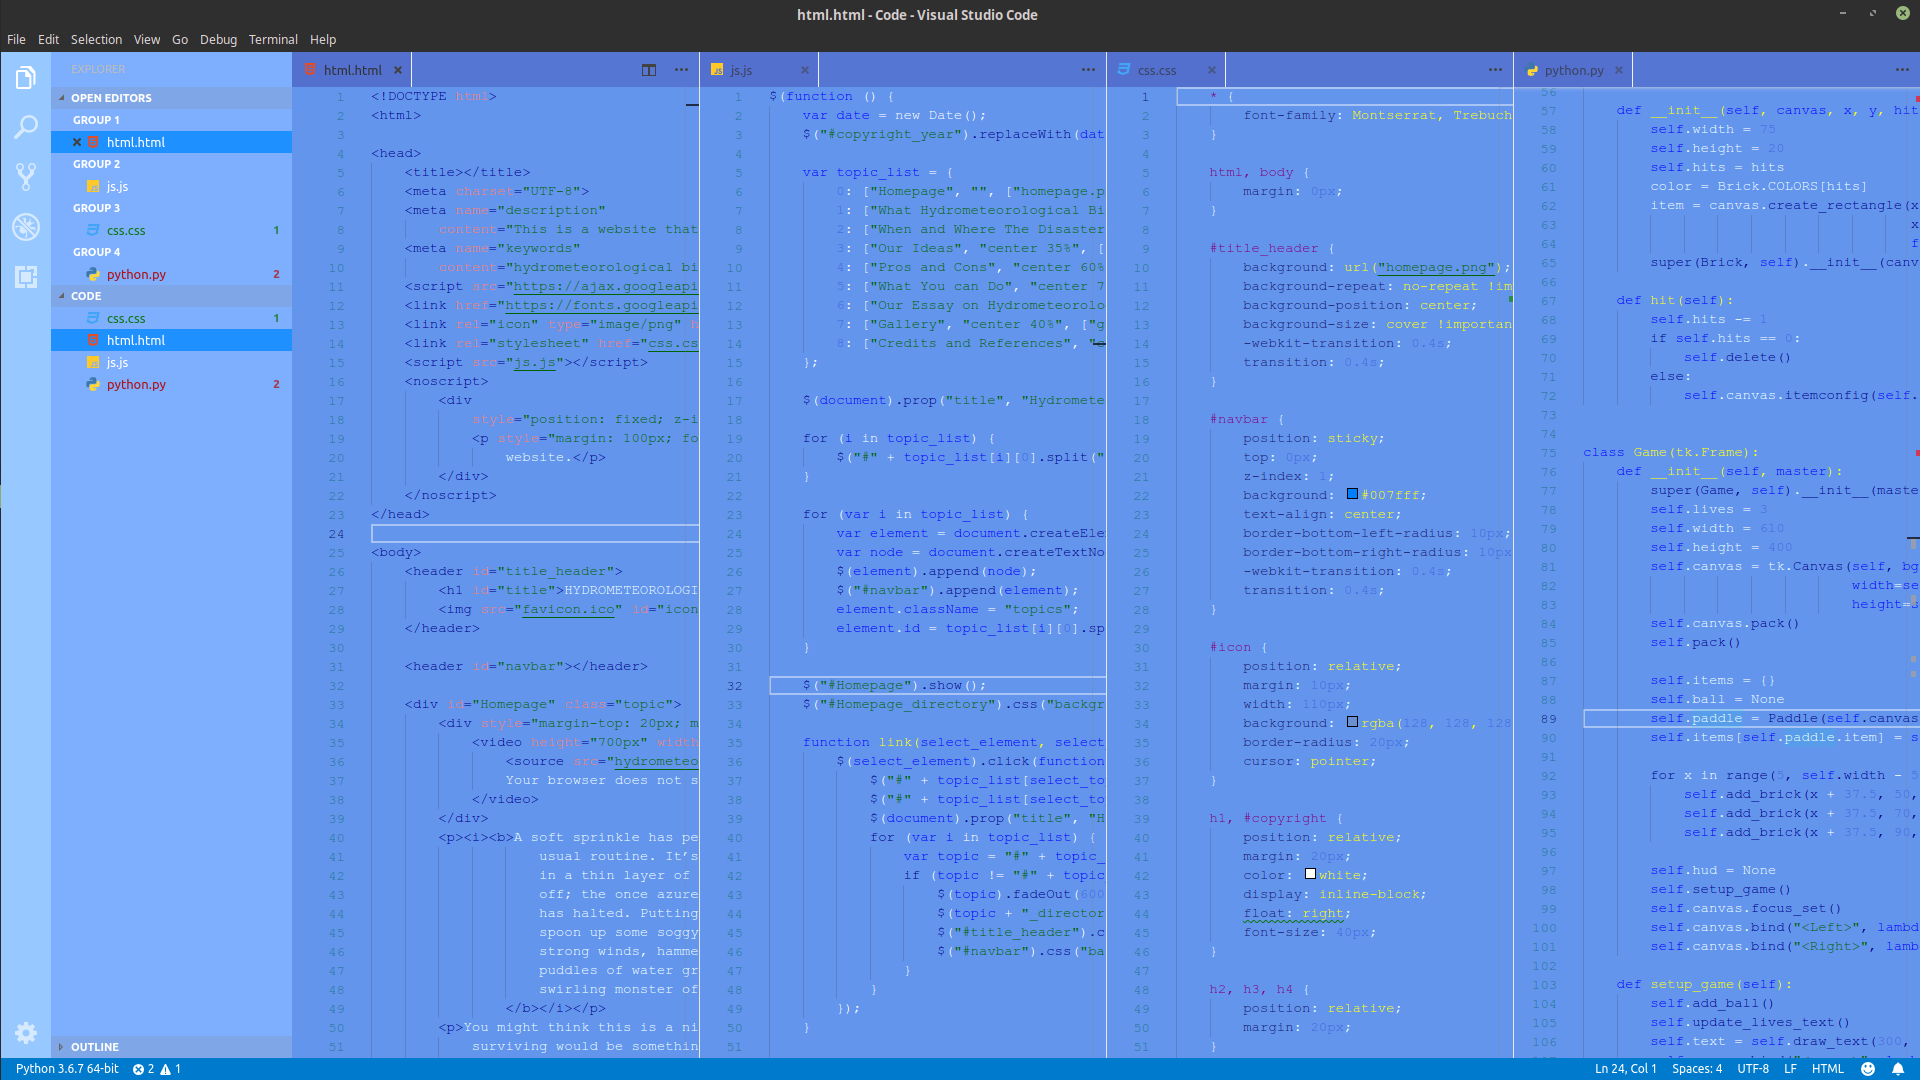 html.html - Code - Visual Studio Code
File Edit Selection View Go Debug Terminal Help
EXPLORER
OPEN EDITORS
GROUP 1
html.html
GROUP 2
js.js
GROUP 3
css.css 1
GROUP 4
python.py 2
CODE
css.css 1
html.html
js.js
python.py 2
OUTLINE
html.html
1 <!DOCTYPE html>
2 <html>
3
4 <head>
5 <title></title>
6 <meta charset="UTF-8">
7 <meta name="description"
8 content="This is a website that
9 <meta name="keywords"
10 content="hydrometeorological bi
11 <script src="https://ajax.googleapi
12 <link href="https://fonts.googleapi
13 <link rel="icon" type="image/png" h
14 <link rel="stylesheet" href="css.cs
15 <script src="js.js"></script>
16 <noscript>
17 <div
18 style="position: fixed; z-i
19 <p style="margin: 100px; fo
20 website.</p>
21 </div>
22 </noscript>
23 </head>
24
25 <body>
26 <header id="title_header">
27 <h1 id="title">HYDROMETEOROLOGI
28 <img src="favicon.ico" id="icon
29 </header>
30
31 <header id="navbar"></header>
32
33 <div id="Homepage" class="topic">
34 <div xtyle="margin-top: 20px; m
35 <video height="700px" width
36 <source src="hydrometeo
37 Your browser does not s
38 </video>
39 </div>
40 <p><i><b>A soft sprinkle has pe
41 usual routine. It's
42 in a thin layer of
43 off; the once azure
44 has halted. Putting
45 spoon up some soggy
46 strong winds, hamme
47 puddles of water gr
48 swirling monster of
49 </b></i></p>
50 <p>You might think this is a ni
51 surviving would be somethin
js.js
1 $(function () {
2 var date = new Date();
3 $("#copyright_year").replaceWith(dat
4
5 var topic_list = {
6 0: ["Homepage", "", ["homepage.p
7 1: ["What Hydrometeorological Bi
8 2: ["When and Where The Disaster
9 3: ["Our Ideas", "center 35%", [
10 4: ["Pros and Cons", "center 60%
11 5: ["What You can Do", "center 7
12 6: ["Our Essay on Hydrometeorolo
13 7: ["Gallery", "center 40%", ["g
14 8: ["Credits and References", "c
15 };
16
17 $(document).prop("title", "Hydromete
18
19 for (i in topic_list) {
20 $("#" + topic_list[i][0].split("
21 }
22
23 for (var i in topic_list) {
24 var element = document.createEle
25 var node = document.createTextNo
26 $(element).append(node);
27 $("#navbar").append(element);
28 element.className = "topics";
29 element.id = topic_list[i][0].sp
30 }
31
32 $("#Homepage").show();
33 $("#Homepage_directory").css("backgr
34
35 function link(select_element, select
36 $(select_element).click(function
37 $("#" + topic_list[select_to
38 $("#" + topic_list[select_to
39 $(document).prop("title", "H
40 for (var i in topic_list) {
41 var topic = "#" + topic_
42 if (topic != "#" + topic
43 $(topic).fadeOut(600
44 $(topic + "_director
45 $("#title_header").c
46 $("#navbar").css("ba
47 }
48 }
49 });
50 }
51
css.css
1 * {
2 font-family: Montserrat, Trebuch
3 }
4
5 html, body {
6 margin: 0px;
7 }
8
9 #title_header {
10 background: url("homepage.png");
11 background-repeat: no-repeat !im
12 background-position: center;
13 background-size: cover !importan
14 -webkit-transition: 0.4s;
15 transition: 0.4s;
16 }
17
18 #navbar {
19 position: sticky;
20 top: 0px;
21 z-index: 1;
22 background: #007fff;
23 text-align: center;
24 border-bottom-left-radius: 10px;
25 border-bottom-right-radius: 10px
26 -webkit-transition: 0.4s;
27 transition: 0.4s;
28 }
29
30 #icon {
31 position: relative;
32 margin: 10px;
33 width: 110px;
34 background: rgba(128, 128, 128
35 border-radius: 20px;
36 cursor: pointer;
37 }
38
39 h1, #copyright {
40 position: relative;
41 margin: 20px;
42 color: white;
43 display: inline-block;
44 float: right;
45 font-size: 40px;
46 }
47
48 h2, h3, h4 {
49 position: relative;
50 margin: 20px;
51 }
python.py
56
57 def __init__(self, canvas, x, y, hit
58 self.width = 75
59 self.height = 20
60 self.hits = hits
61 color = Brick.COLORS[hits]
62 item = canvas.create_rectangle(x
63 x
64 f
65 super(Brick, self).__init__(canv
66
67 def hit(self):
68 self.hits -= 1
69 if self.hits == 0:
70 self.delete()
71 else:
72 self.canvas.itemconfig(self.
73
74
75 class Game(tk.Frame):
76 def __init__(self, master):
77 super(Game, self).__init__(maste
78 self.lives = 3
79 self.width = 610
80 self.height = 400
81 self.canvas = tk.Canvas(self, bg
82 width=se
83 height=s
84 self.canvas.pack()
85 self.pack()
86
87 self.items = {}
88 self.ball = None
89 self.paddle = Paddle(self.canvas
90 self.items[self.paddle.item] = s
91
92 for x in range(5, self.width - 5
93 self.add_brick(x + 37.5, 50,
94 self.add_brick(x + 37.5, 70,
95 self.add_brick(x + 37.5, 90,
96
97 self.hud = None
98 self.setup_game()
99 self.canvas.focus_set()
100 self.canvas.bind("<Left>", lambd
101 self.canvas.bind("<Right>", lamb
102
103 def setup_game(self):
104 self.add_ball()
105 self.update_lives_text()
106 self.text = self.draw_text(300,
Python 3.6.7 64-bit 2 1 Ln 24, Col 1 Spaces: 4 UTF-8 LF HTML